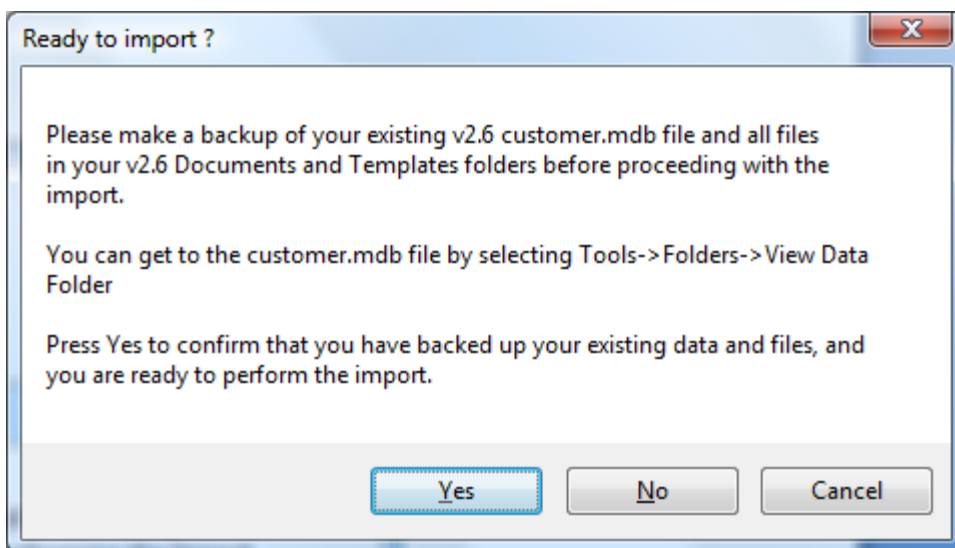 Ready to import ?
Please make a backup of your existing v2.6 customer.mdb file and all files
in your v2.6 Documents and Templates folders before proceeding with the
import.
You can get to the customer.mdb file by selecting Tools->Folders->View Data
Folder
Press Yes to confirm that you have backed up your existing data and files, and
you are ready to perform the import.
Yes
No
Cancel